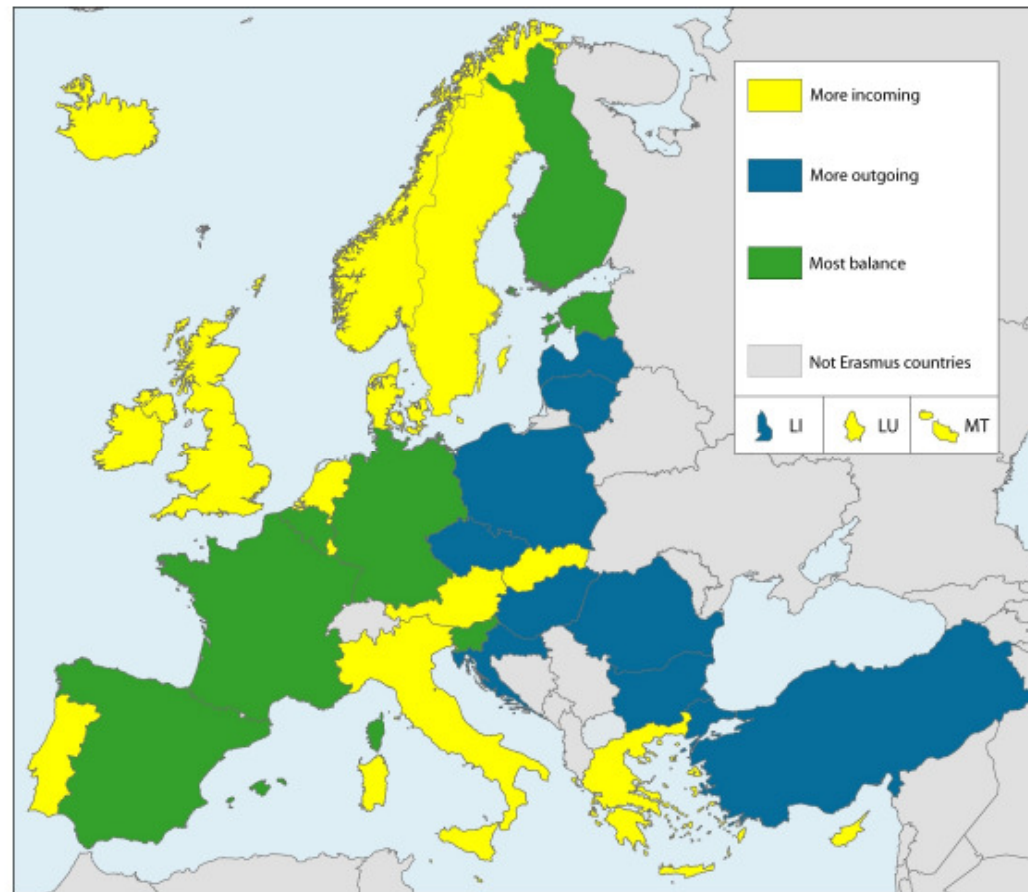 More incoming
More outgoing
Most balance
Not Erasmus countries
LI LU MT